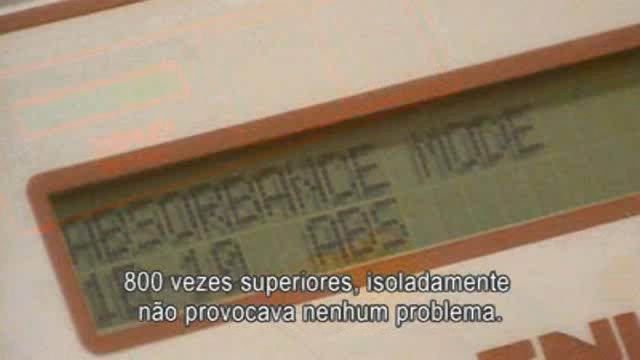 ABSORBANCE MODE
ABS
800 vezes superiores, isoladamente
não provocava nenhum problema.